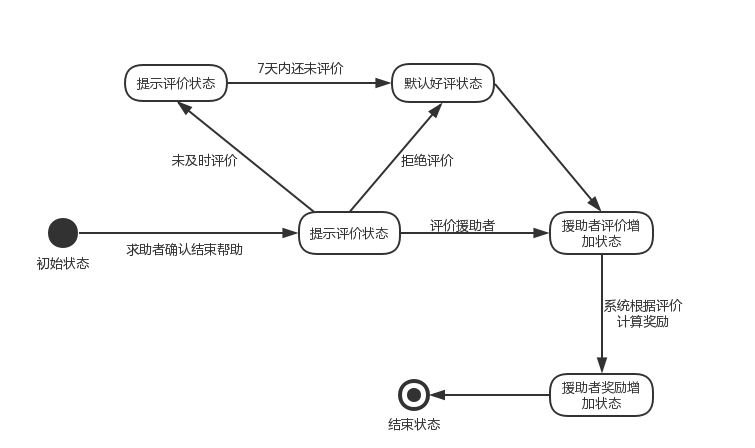 7天内还未评价
提示评价状态
默认好评状态
未及时评价
拒绝评价
初始状态
求助者确认结束帮助
提示评价状态
评价援助者
援助者评价增
加状态
系统根据评价
计算奖励
援助者奖励增
加状态
结束状态